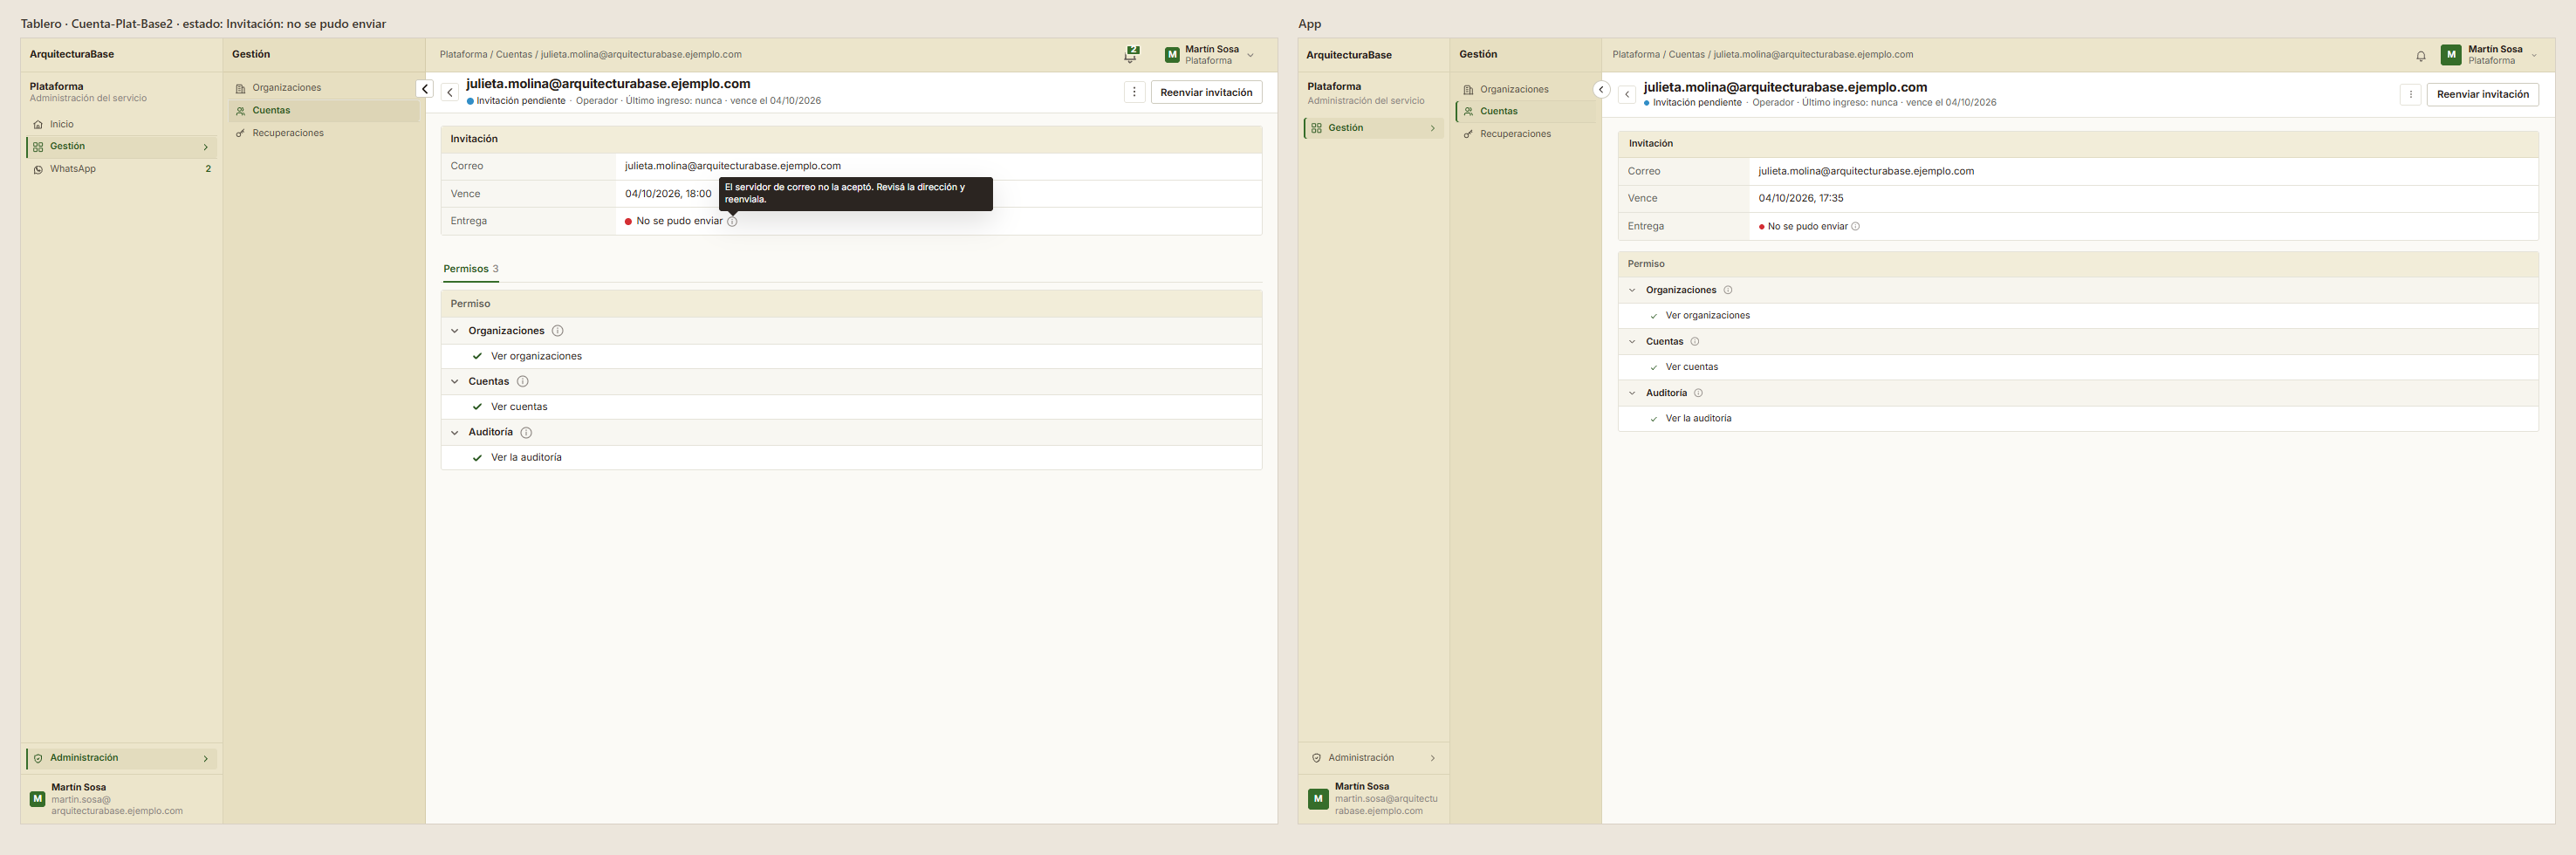 Tablero · Cuenta-Plat-Base2 · estado: Invitación: no se pudo enviar
ArquitecturaBase
Plataforma
Administración del servicio
Inicio
Gestión
WhatsApp 2
Administración
Martín Sosa
martin.sosa@
arquitecturabase.ejemplo.com
Gestión
Organizaciones
Cuentas
Recuperaciones
Plataforma / Cuentas / julieta.molina@arquitecturabase.ejemplo.com
2
M
Martín Sosa
Plataforma
julieta.molina@arquitecturabase.ejemplo.com
Invitación pendiente · Operador · Último ingreso: nunca · vence el 04/10/2026
Reenviar invitación
Invitación
Correo julieta.molina@arquitecturabase.ejemplo.com
Vence 04/10/2026, 18:00
El servidor de correo no la aceptó. Revisá la dirección y
reenviala.
Entrega No se pudo enviar
Permisos 3
Permiso
Organizaciones
Ver organizaciones
Cuentas
Ver cuentas
Auditoría
Ver la auditoría
M
App
ArquitecturaBase
Plataforma
Administración del servicio
Gestión
Administración
M
Martín Sosa
martin.sosa@arquitectu
rabase.ejemplo.com
Gestión
Organizaciones
Cuentas
Recuperaciones
Plataforma / Cuentas / julieta.molina@arquitecturabase.ejemplo.com
M
Martín Sosa
Plataforma
julieta.molina@arquitecturabase.ejemplo.com
Invitación pendiente · Operador · Último ingreso: nunca · vence el 04/10/2026
Reenviar invitación
Invitación
Correo julieta.molina@arquitecturabase.ejemplo.com
Vence 04/10/2026, 17:35
Entrega No se pudo enviar
Permiso
Organizaciones
Ver organizaciones
Cuentas
Ver cuentas
Auditoría
Ver la auditoría